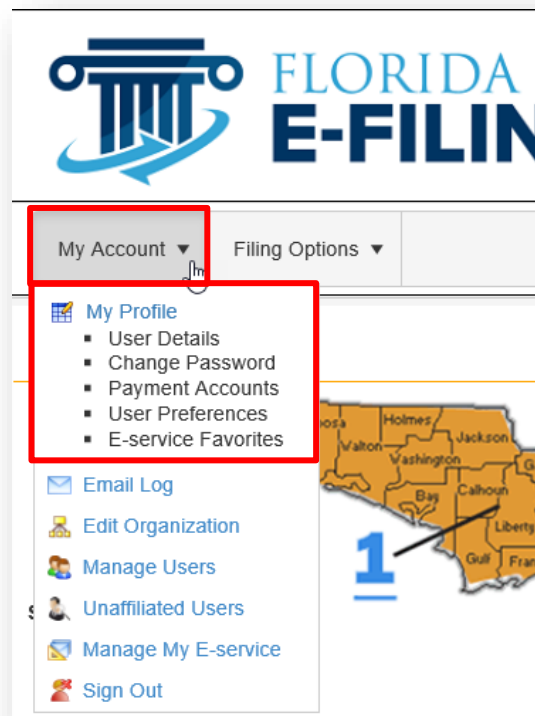 FLORIDA
E-FILIN
My Account ▼ Filing Options ▼
My Profile
▪ User Details
▪ Change Password
▪ Payment Accounts
▪ User Preferences
▪ E-service Favorites
Email Log
Edit Organization
Manage Users
Unaffiliated Users
Manage My E-service
Sign Out
osa
Holmes
Walton
Jackson
Washington
G
Bay
Calhoun
Liberty
Gulf
Fran
1
S